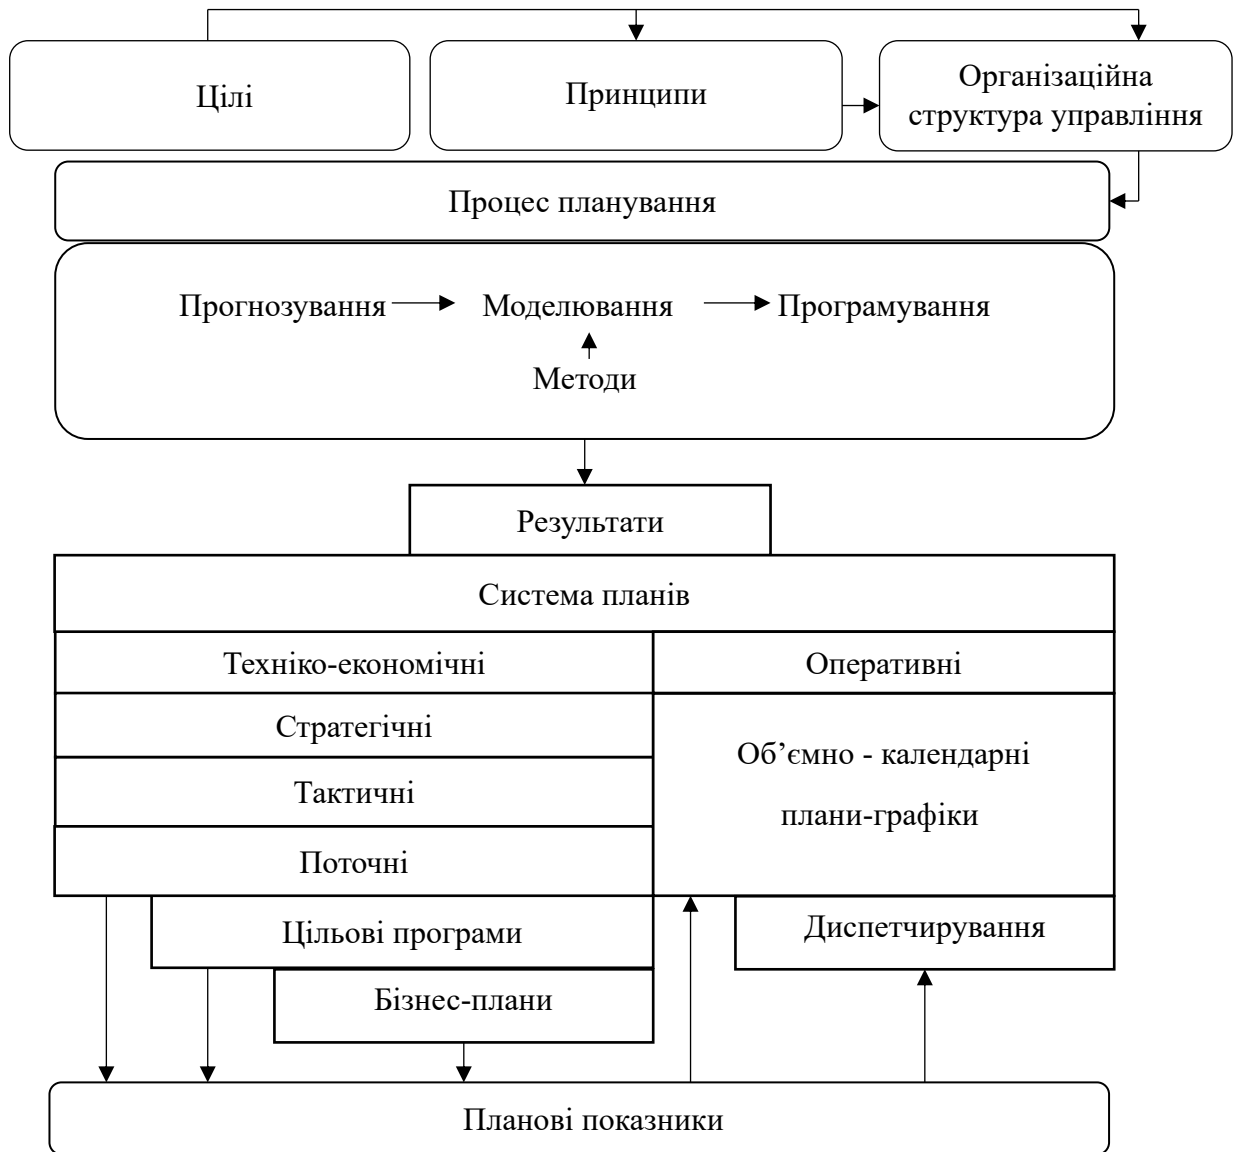 Цілі
Принципи
Організаційна
структура управління
Процес планування
Прогнозування
Моделювання
Програмування
Методи
Результати
Система планів
Техніко-економічні
Оперативні
Стратегічні
Тактичні
Поточні
Об’ємно - календарні
плани-графіки
Цільові програми
Диспетчирування
Бізнес-плани
Планові показники